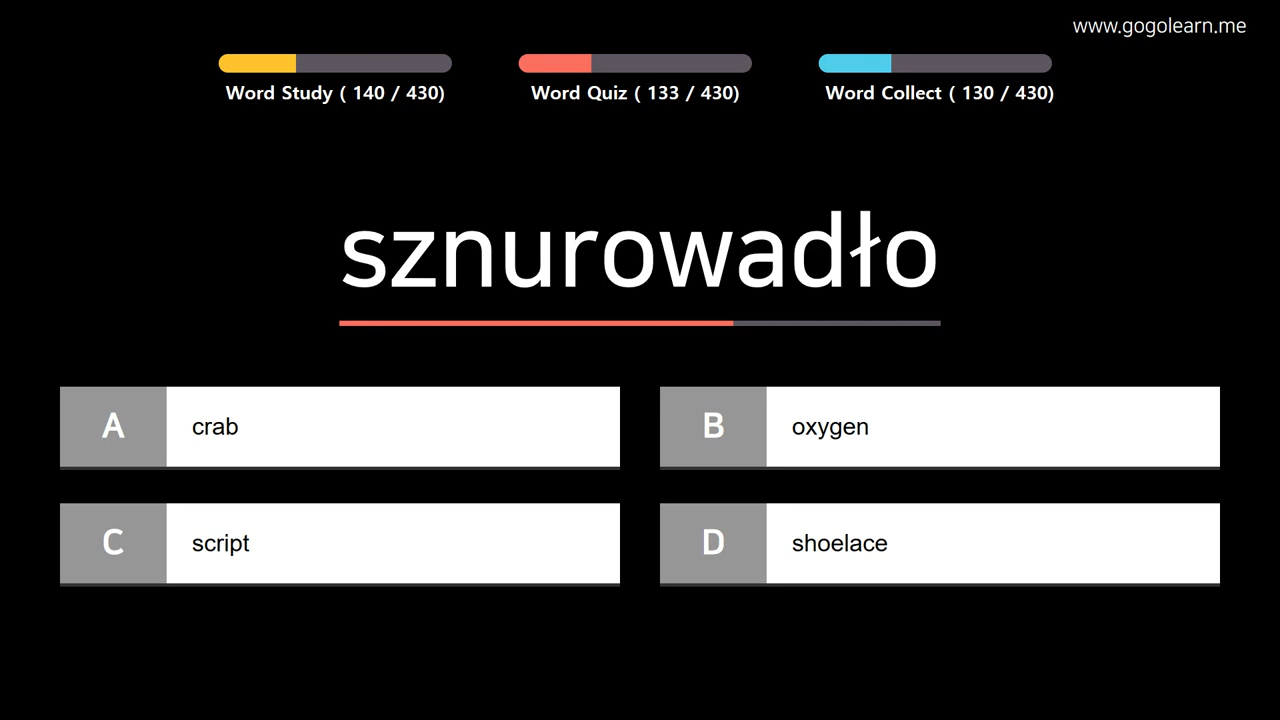 www.gogolearn.me
Word Study ( 140 / 430)
Word Quiz ( 133 / 430)
Word Collect ( 130 / 430)
sznurowadło
A crab
B oxygen
C script
D shoelace